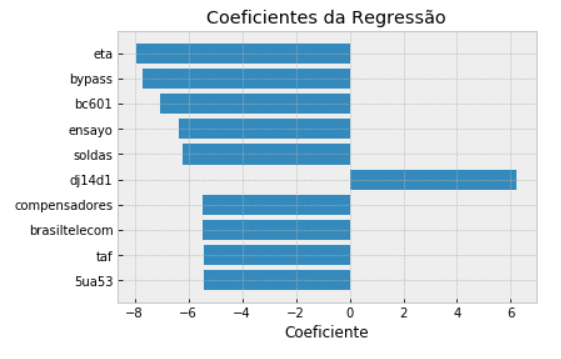 Coeficientes da Regressão
eta
bypass
bc601
ensayo
soldas
dj14d1
compensadores
brasiltelecom
taf
5ua53
−8 −6 −4 −2 0 2 4 6
Coeficiente